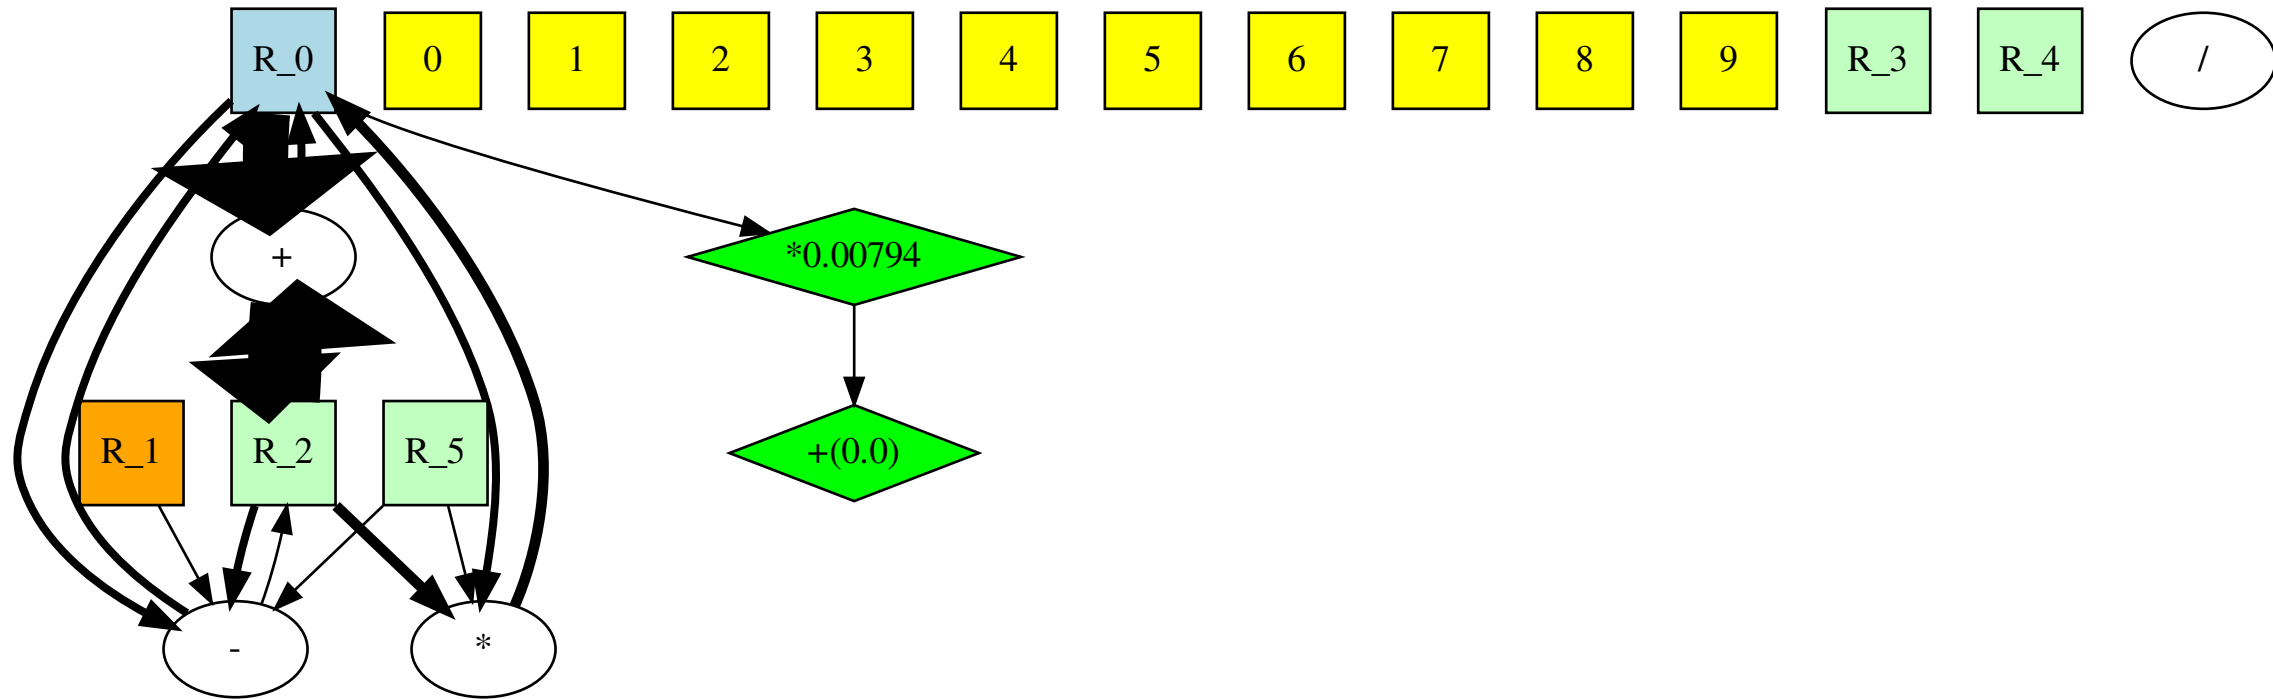 R_0 0 1 2 3 4 5 6 7 8 9 R_3 R_4 /
+ *0.00794
R_1 R_2 R_5 +(0.0)
- *